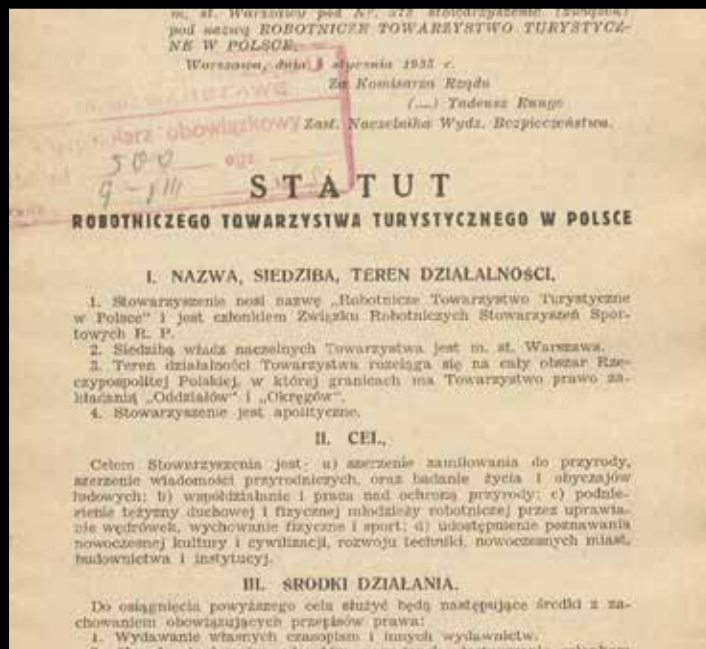 m. st. Warszawy pod Nr. 573 stowarzyszenie (związek)
pod nazwą ROBOTNICZE TOWARZYSTWO TURYSTYCZ-
NE W POLSCE.
Warszawa, dnia stycznia 1935 r.
Za Komisarza Rządu
(—) Tadeusz Runge
Zast. Naczelnika Wydz. Bezpieczeństwa.
obowiązkowy
500 egz
9-III
STATUT
ROBOTNICZEGO TOWARZYSTWA TURYSTYCZNEGO W POLSCE
I. NAZWA, SIEDZIBA, TEREN DZIAŁALNOŚCI.
1. Stowarzyszenie nosi nazwę „Robotnicze Towarzystwo Turystyczne
w Polsce" i jest członkiem Związku Robotniczych Stowarzyszeń Spor-
towych R. P.
2. Siedzibą władz naczelnych Towarzystwa jest m. st. Warszawa.
3. Teren działalności Towarzystwa rozciąga się na cały obszar Rze-
czypospolitej Polskiej, w której granicach ma Towarzystwo prawo za-
kładania „Oddziałów" i „Okręgów".
4. Stowarzyszenie jest apolityczne.
II. CEL.
Celem Stowarzyszenia jest: a) szerzenie zamiłowania do przyrody,
szerzenie wiadomości przyrodniczych, oraz badanie życia i obyczajów
ludowych; b) współdziałanie i praca nad ochroną przyrody; c) podnie-
sienie tężyzny duchowej i fizycznej młodzieży robotniczej przez uprawia-
nie wędrówek, wychowanie fizyczne i sport; d) udostępnienie poznawania
nowoczesnej kultury i cywilizacji, rozwoju techniki, nowoczesnych miast,
budownictwa i instytucyj.
III. ŚRODKI DZIAŁANIA.
Do osiągnięcia powyższego celu służyć będą następujące środki z za-
chowaniem obowiązujących przepisów prawa:
1. Wydawanie własnych czasopism i innych wydawnictw.